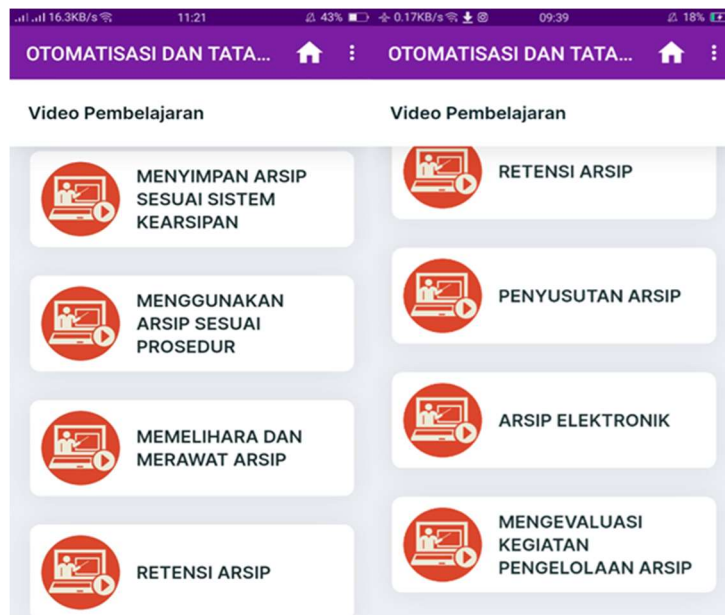 16.3KB/s 11:21 43%
OTOMATISASI DAN TATA...
Video Pembelajaran
MENYIMPAN ARSIP
SESUAI SISTEM
KEARSIPAN
MENGGUNAKAN
ARSIP SESUAI
PROSEDUR
MEMELIHARA DAN
MERAWAT ARSIP
RETENSI ARSIP
0.17KB/s 09:39 18%
OTOMATISASI DAN TATA...
Video Pembelajaran
RETENSI ARSIP
PENYUSUTAN ARSIP
ARSIP ELEKTRONIK
MENGEVALUASI
KEGIATAN
PENGELOLAAN ARSIP